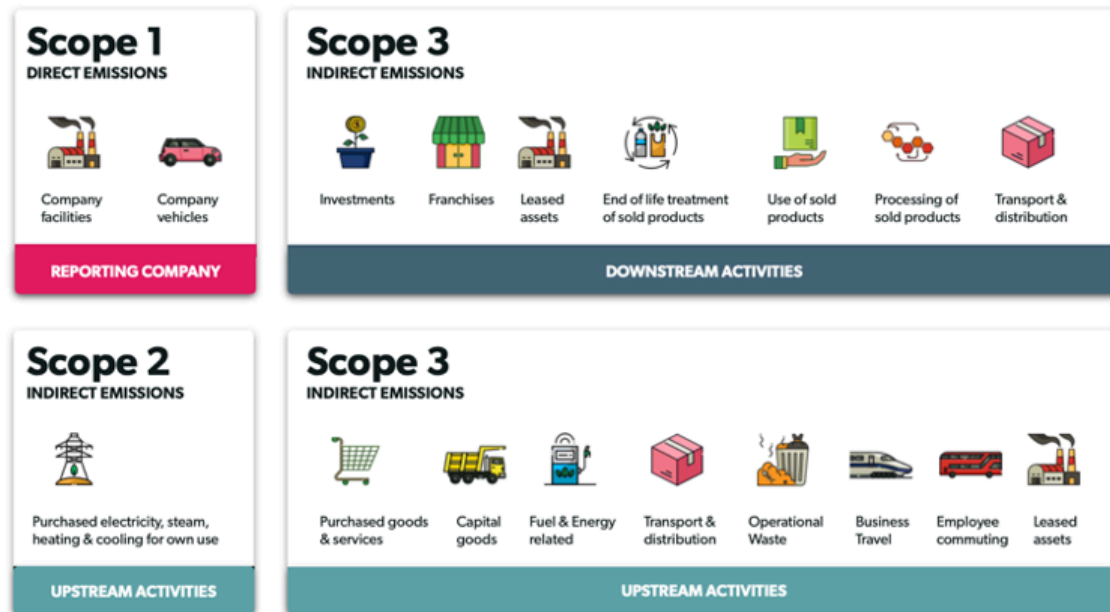 Scope 1
DIRECT EMISSIONS
Company
facilities
Company
vehicles
REPORTING COMPANY
Scope 3
INDIRECT EMISSIONS
Investments
Franchises
Leased
assets
End of life treatment
of sold products
Use of sold
products
Processing of
sold products
Transport &
distribution
DOWNSTREAM ACTIVITIES
Scope 2
INDIRECT EMISSIONS
Purchased electricity, steam,
heating & cooling for own use
UPSTREAM ACTIVITIES
Scope 3
INDIRECT EMISSIONS
Purchased goods
& services
Capital
goods
Fuel & Energy
related
Transport &
distribution
Operational
Waste
Business
Travel
Employee
commuting
Leased
assets
UPSTREAM ACTIVITIES